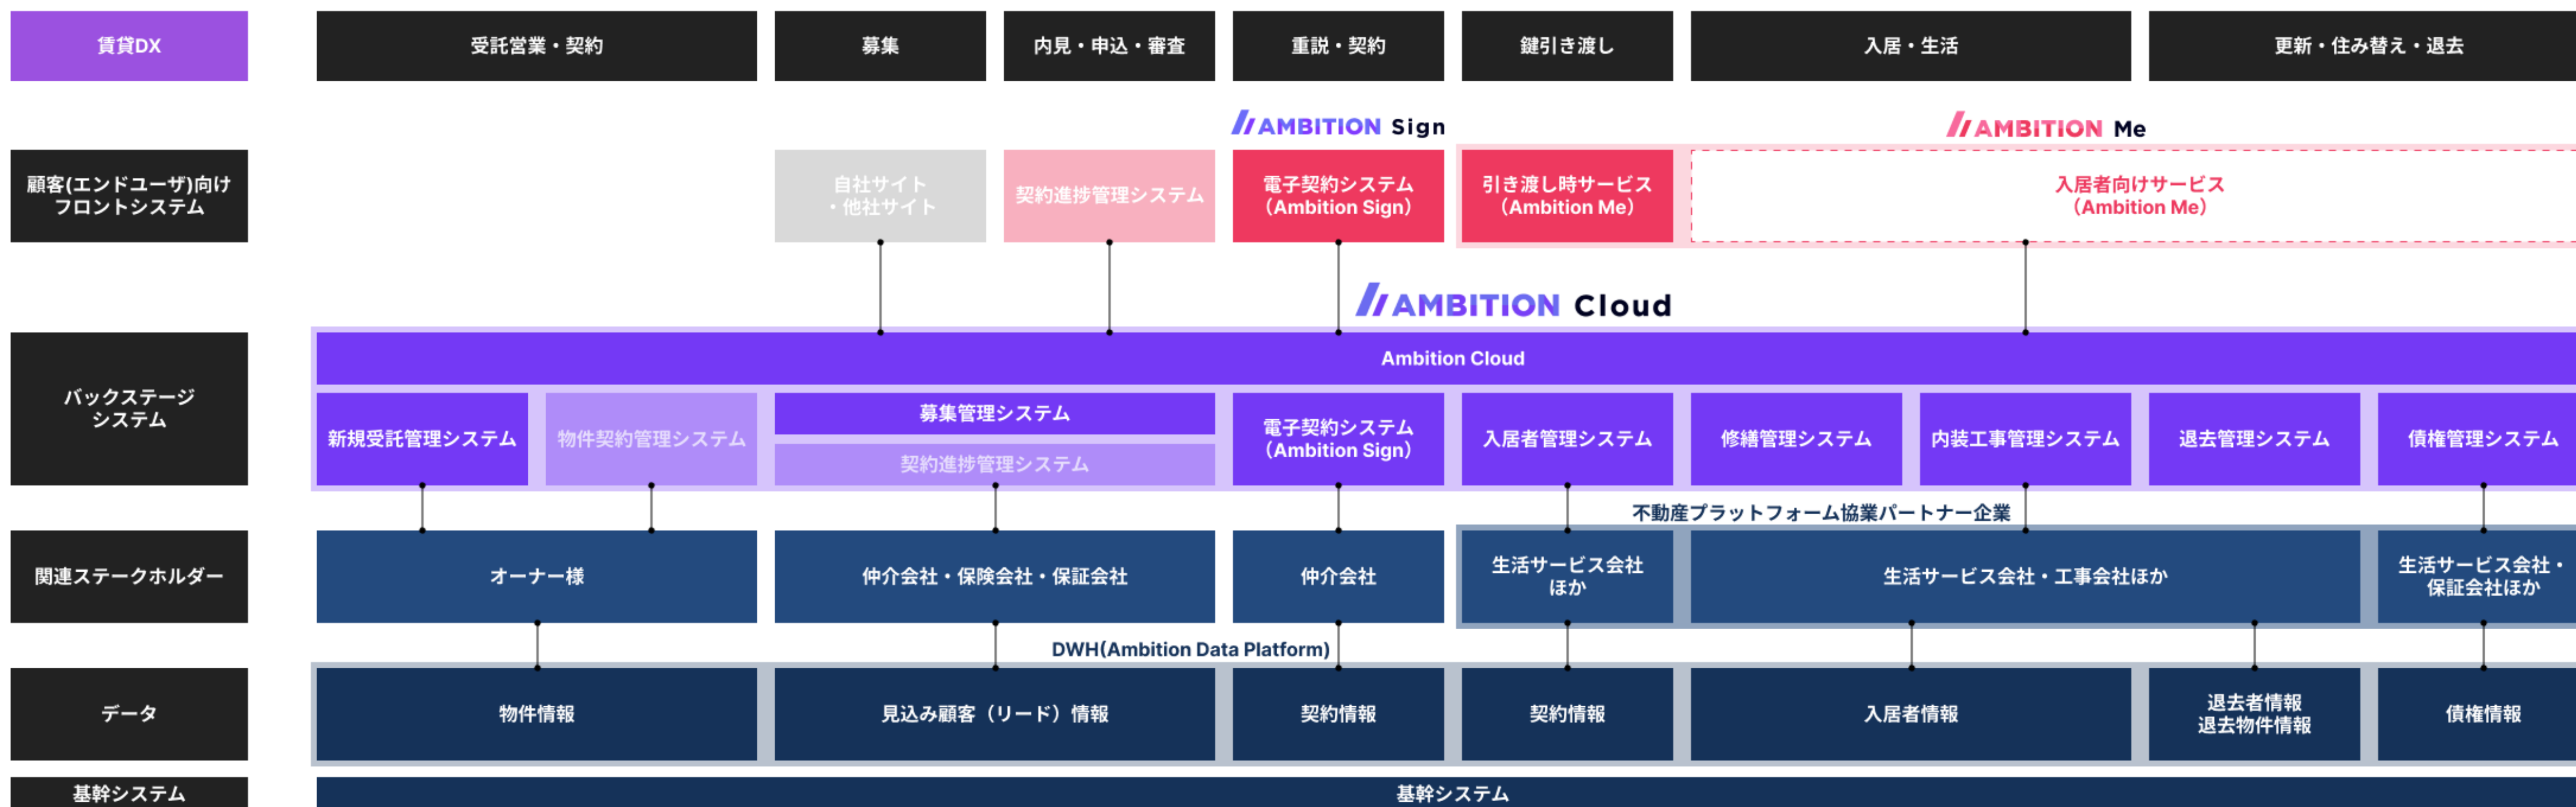 賃貸DX
受託営業・契約
募集
内見・申込・審査
重説・契約
鍵引き渡し
入居・生活
更新・住み替え・退去
AMBITION Sign
AMBITION Me
顧客(エンドユーザ)向け
フロントシステム
自社サイト
・他社サイト
契約進捗管理システム
電子契約システム
（Ambition Sign）
引き渡し時サービス
（Ambition Me）
入居者向けサービス
（Ambition Me）
AMBITION Cloud
バックステージ
システム
Ambition Cloud
新規受託管理システム
物件契約管理システム
募集管理システム
契約進捗管理システム
電子契約システム
（Ambition Sign）
入居者管理システム
修繕管理システム
内装工事管理システム
退去管理システム
債権管理システム
不動産プラットフォーム協業パートナー企業
関連ステークホルダー
オーナー様
仲介会社・保険会社・保証会社
仲介会社
生活サービス会社
ほか
生活サービス会社・工事会社ほか
生活サービス会社・
保証会社ほか
DWH(Ambition Data Platform)
データ
物件情報
見込み顧客（リード）情報
契約情報
契約情報
入居者情報
退去者情報
退去物件情報
債権情報
基幹システム
基幹システム